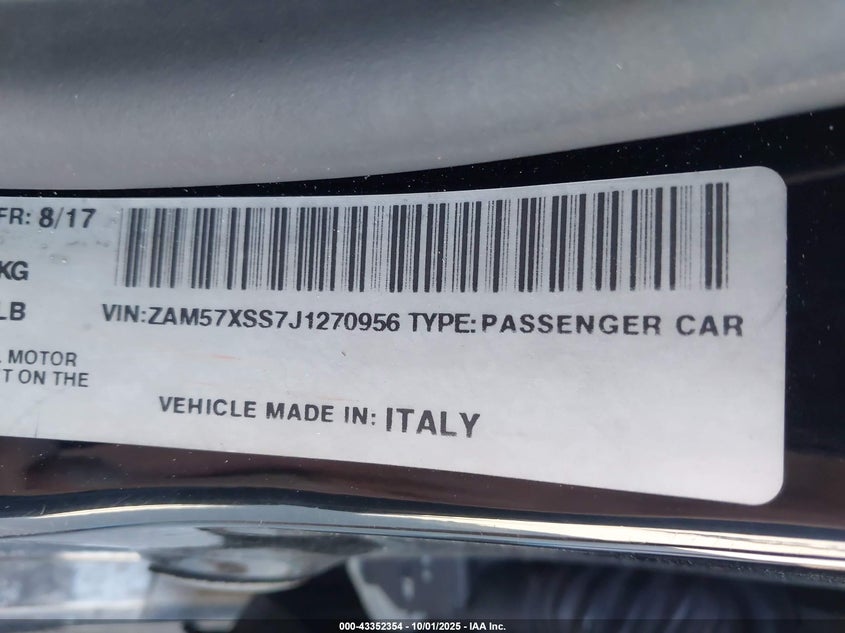 FR: 8/17
KG
LB
VIN:ZAM57XSS7J1270956 TYPE:PASSENGER CAR
MOTOR
T ON THE
VEHICLE MADE IN: ITALY
000-43352354 - 10/01/2025 - IAA Inc.